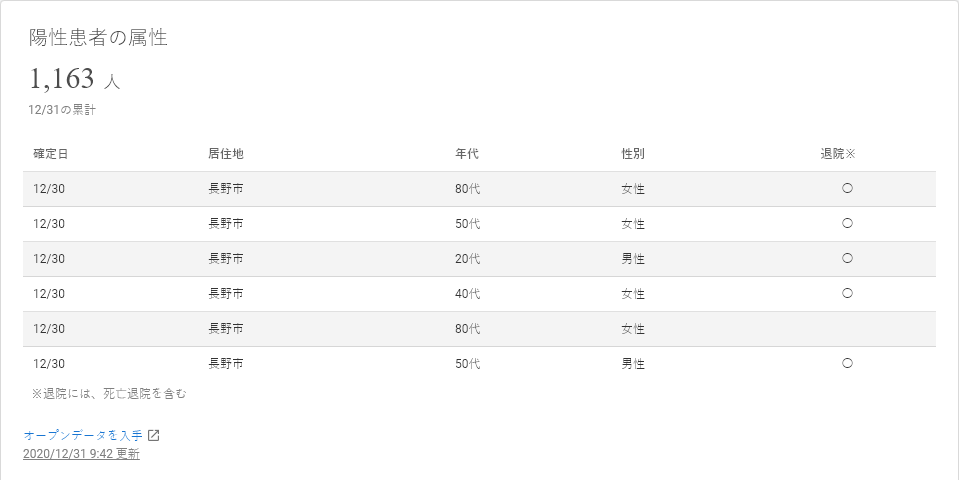 陽性患者の属性
1,163 人
12/31の累計
確定日 居住地 年代 性別 退院※
12/30 長野市 80代 女性 〇
12/30 長野市 50代 女性 〇
12/30 長野市 20代 男性 〇
12/30 長野市 40代 女性 〇
12/30 長野市 80代 女性
12/30 長野市 50代 男性 〇
※退院には、死亡退院を含む
オープンデータを入手
2020/12/31 9:42 更新